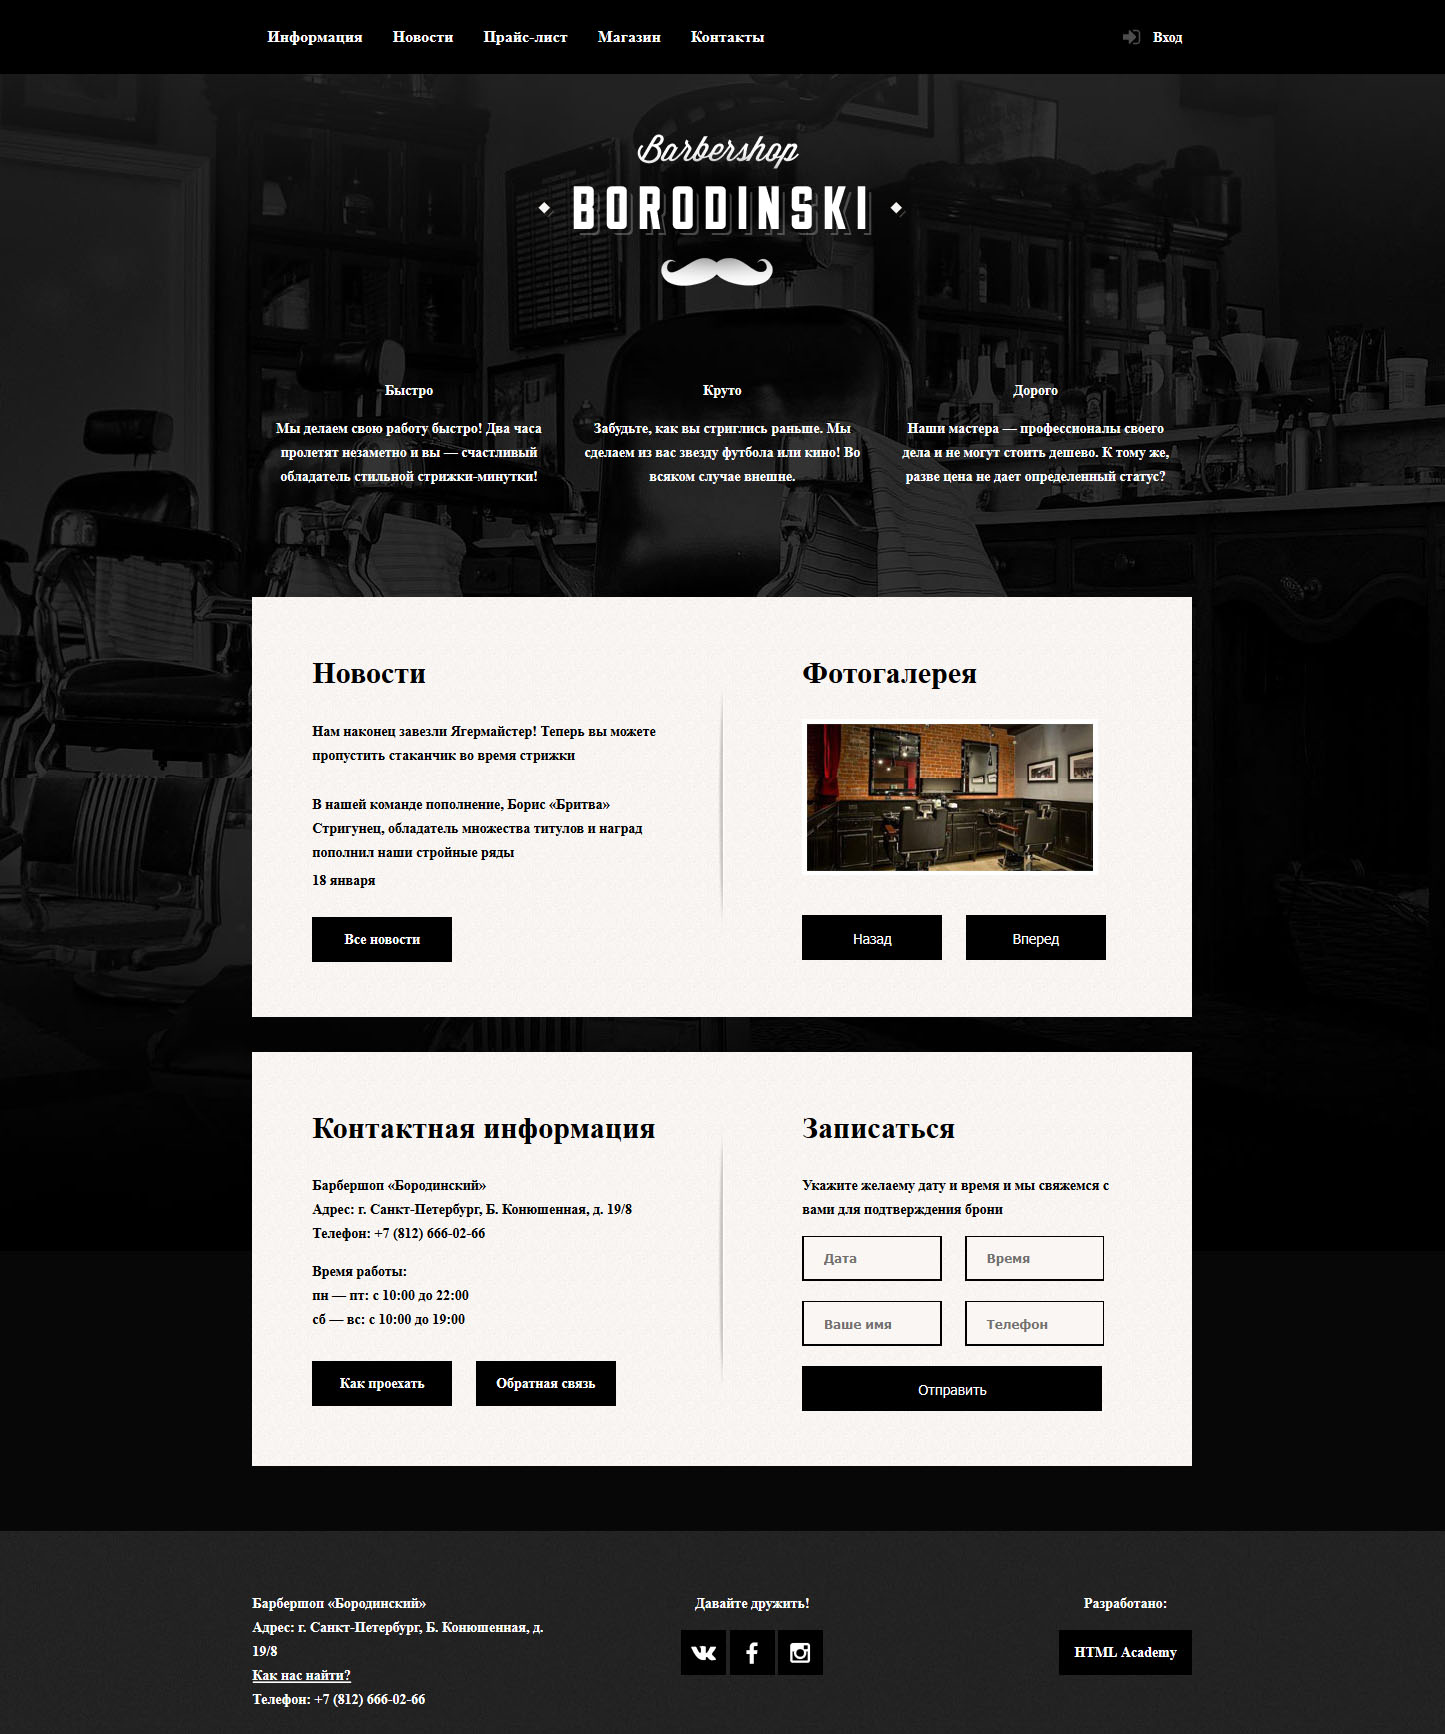 Информация Новости Прайс-лист Магазин Контакты Вход
Barbershop
BORODINSKI
Быстро
Мы делаем свою работу быстро! Два часа
пролетят незаметно и вы — счастливый
обладатель стильной стрижки-минутки!
Круто
Забудьте, как вы стриглись раньше. Мы
сделаем из вас звезду футбола или кино! Во
всяком случае внешне.
Дорого
Наши мастера — профессионалы своего
дела и не могут стоить дешево. К тому же,
разве цена не дает определенный статус?
Новости
Нам наконец завезли Ягермайстер! Теперь вы можете
пропустить стаканчик во время стрижки
В нашей команде пополнение, Борис «Бритва»
Стригунец, обладатель множества титулов и наград
пополнил наши стройные ряды
18 января
Все новости
Фотогалерея
Назад Вперед
Контактная информация
Барбершоп «Бородинский»
Адрес: г. Санкт-Петербург, Б. Конюшенная, д. 19/8
Телефон: +7 (812) 666-02-66
Время работы:
пн — пт: с 10:00 до 22:00
сб — вс: с 10:00 до 19:00
Как проехать Обратная связь
Записаться
Укажите желаему дату и время и мы свяжемся с
вами для подтверждения брони
Дата Время
Ваше имя Телефон
Отправить
Барбершоп «Бородинский»
Адрес: г. Санкт-Петербург, Б. Конюшенная, д.
19/8
Как нас найти?
Телефон: +7 (812) 666-02-66
Давайте дружить!
Разработано:
HTML Academy